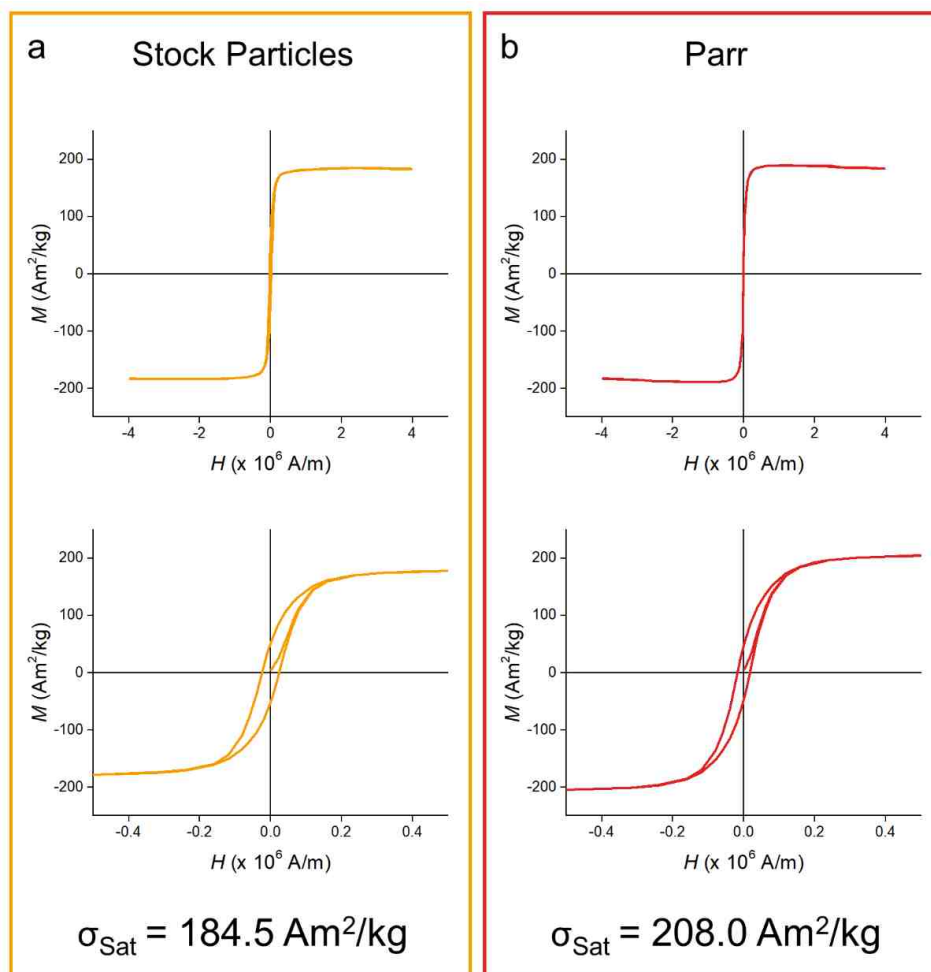 a
Stock Particles
200
100
0
-100
-200
M (Am²/kg)
-4
-2
0
2
4
H (x 10⁶ A/m)
200
100
0
-100
-200
M (Am²/kg)
-0.4
-0.2
0.0
0.2
0.4
H (x 10⁶ A/m)
σSat = 184.5 Am²/kg
b
Parr
200
100
0
-100
-200
M (Am²/kg)
-4
-2
0
2
4
H (x 10⁶ A/m)
200
100
0
-100
-200
M (Am²/kg)
-0.4
-0.2
0.0
0.2
0.4
H (x 10⁶ A/m)
σSat = 208.0 Am²/kg